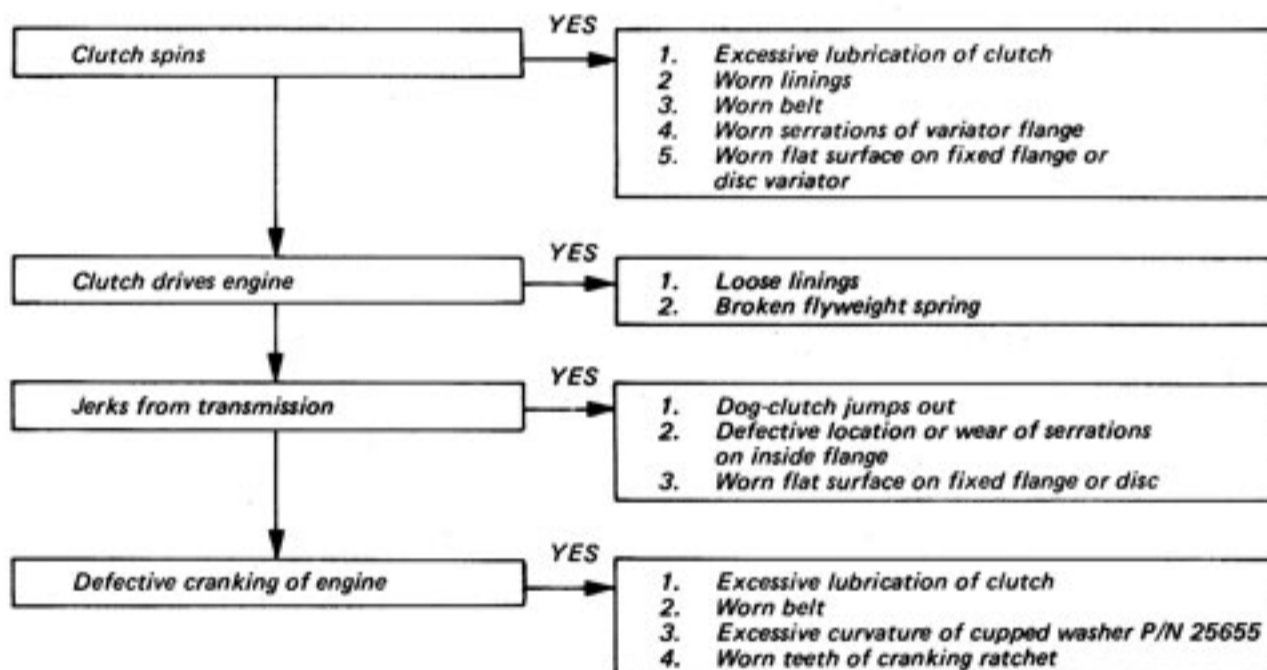 YES
Clutch spins
1. Excessive lubrication of clutch
2 Worn linings
3. Worn belt
4. Worn serrations of variator flange
5. Worn flat surface on fixed flange or
disc variator
YES
Clutch drives engine
1. Loose linings
2. Broken flyweight spring
YES
Jerks from transmission
1. Dog-clutch jumps out
2. Defective location or wear of serrations
on inside flange
3. Worn flat surface on fixed flange or disc
YES
Defective cranking of engine
1. Excessive lubrication of clutch
2. Worn belt
3. Excessive curvature of cupped washer P/N 25655
4. Worn teeth of cranking ratchet